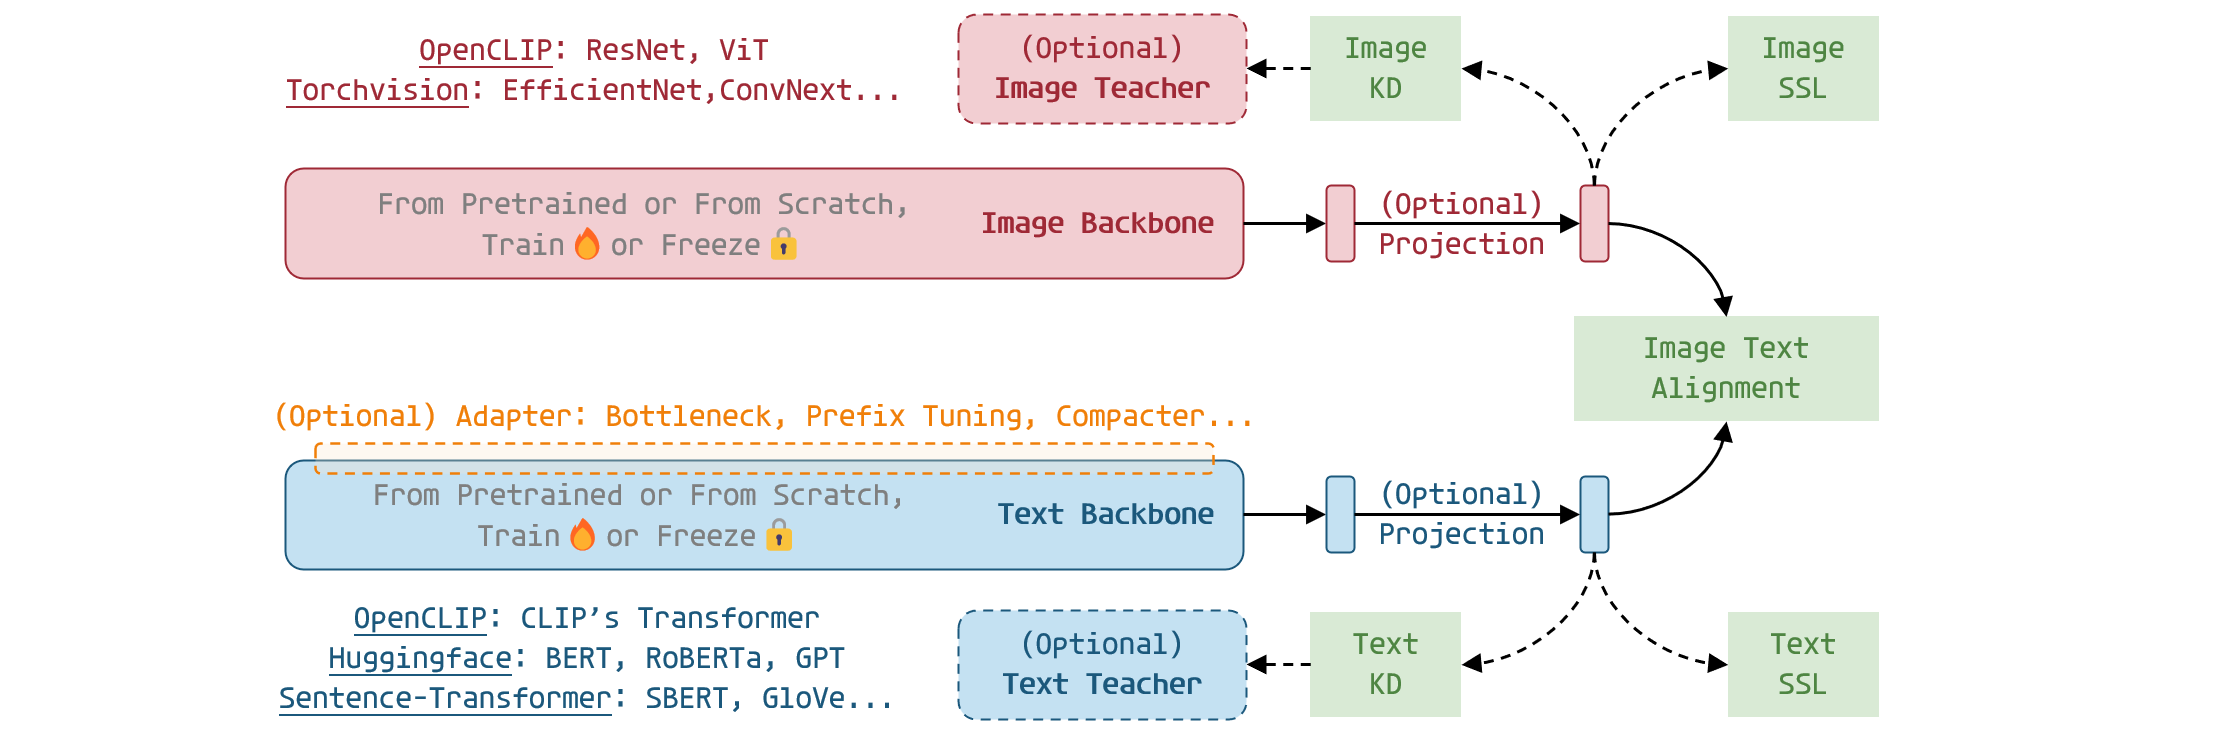 OpenCLIP: ResNet, ViT
Torchvision: EfficientNet,ConvNext...
(Optional)
Image Teacher
Image
KD
Image
SSL
From Pretrained or From Scratch,
Train 🔥 or Freeze 🔒
Image Backbone
(Optional)
Projection
Image Text
Alignment
(Optional) Adapter: Bottleneck, Prefix Tuning, Compacter...
From Pretrained or From Scratch,
Train 🔥 or Freeze 🔒
Text Backbone
(Optional)
Projection
OpenCLIP: CLIP’s Transformer
Huggingface: BERT, RoBERTa, GPT
Sentence-Transformer: SBERT, GloVe...
(Optional)
Text Teacher
Text
KD
Text
SSL